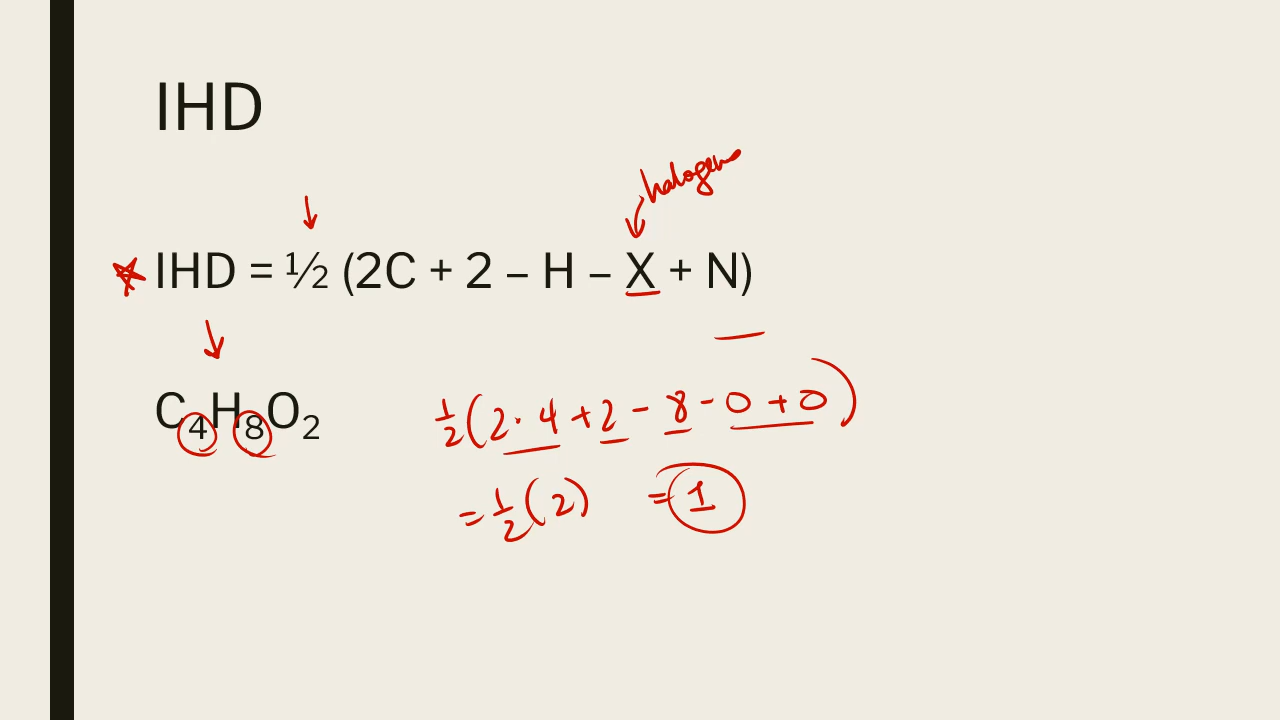 IHD
halogens
IHD = ½ (2C + 2 – H – X + N)
C₄H₈O₂
½(2·4+2-8-0+0)
=½(2) =1